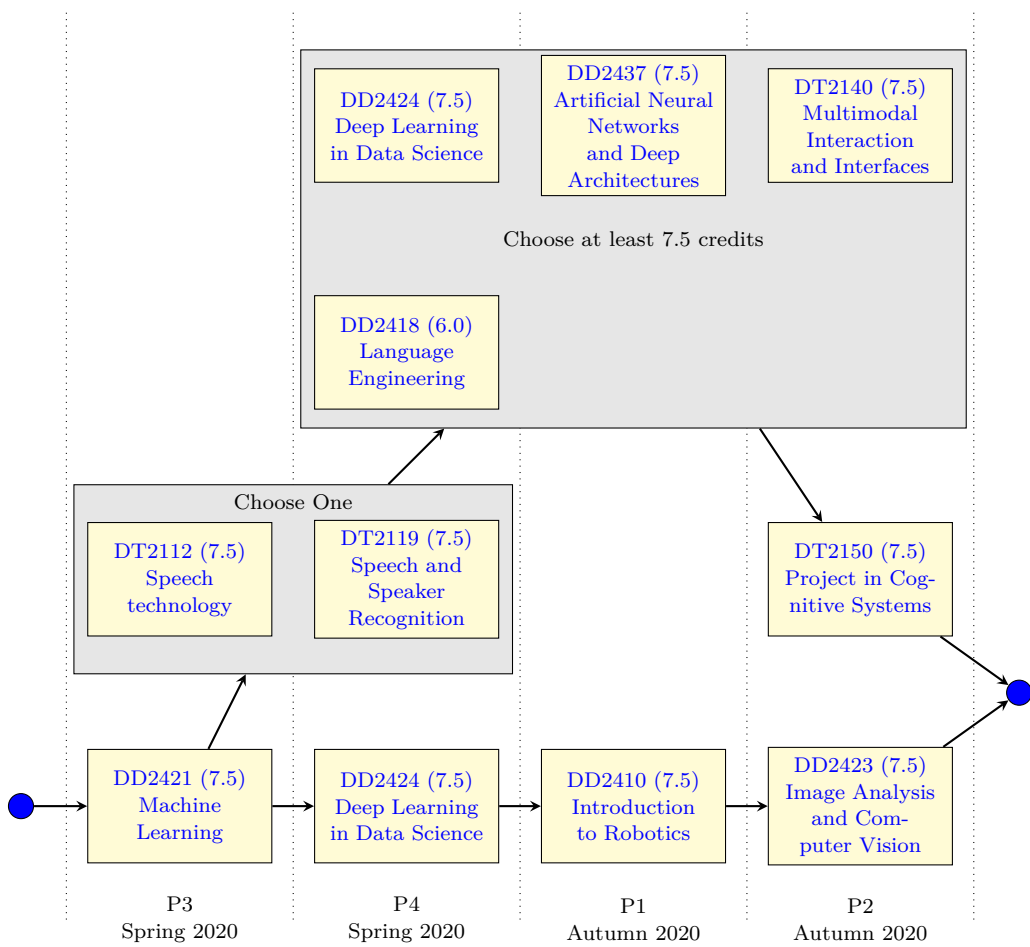 DD2424 (7.5)
Deep Learning
in Data Science
DD2437 (7.5)
Artificial Neural
Networks
and Deep
Architectures
DT2140 (7.5)
Multimodal
Interaction
and Interfaces
Choose at least 7.5 credits
DD2418 (6.0)
Language
Engineering
Choose One
DT2112 (7.5)
Speech
technology
DT2119 (7.5)
Speech and
Speaker
Recognition
DT2150 (7.5)
Project in Cog-
nitive Systems
DD2421 (7.5)
Machine
Learning
DD2424 (7.5)
Deep Learning
in Data Science
DD2410 (7.5)
Introduction
to Robotics
DD2423 (7.5)
Image Analysis
and Com-
puter Vision
P3
Spring 2020
P4
Spring 2020
P1
Autumn 2020
P2
Autumn 2020